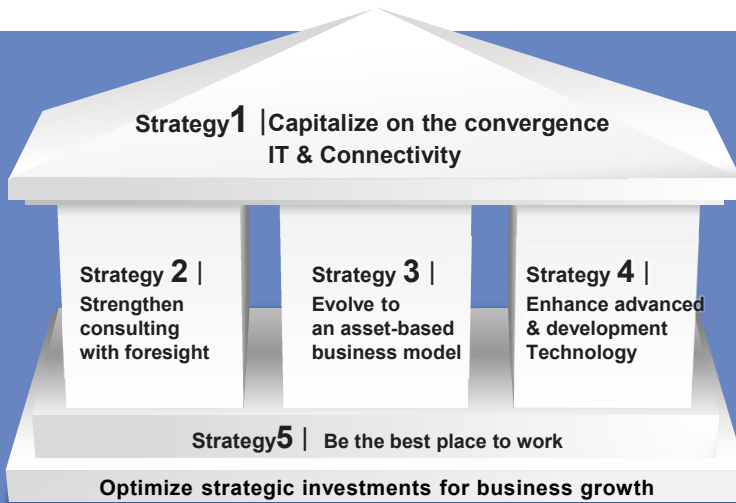 Strategy1 | Capitalize on the convergence
IT & Connectivity
Strategy 2 |
Strengthen
consulting
with foresight
Strategy 3 |
Evolve to
an asset-based
business model
Strategy 4 |
Enhance advanced
& development
Technology
Strategy5 | Be the best place to work
Optimize strategic investments for business growth